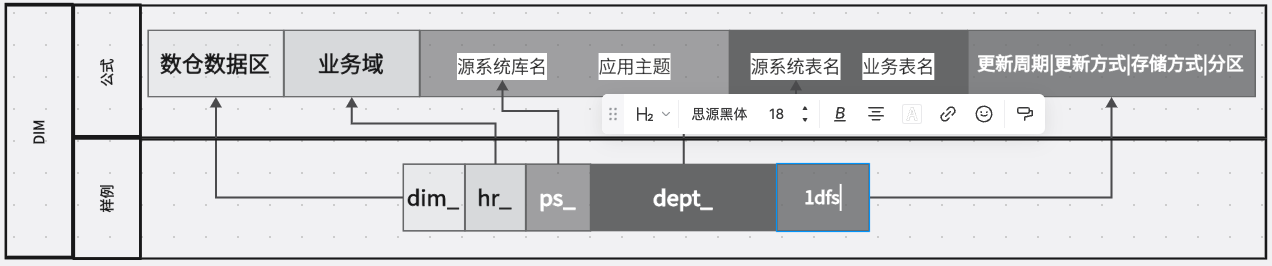 DIM
公式
数仓数据区
业务域
源系统库名
应用主题
源系统表名
业务表名
更新周期|更新方式|存储方式|分区
H₂
思源黑体
18
B
A
样例
dim_
hr_
ps_
dept_
1dfs